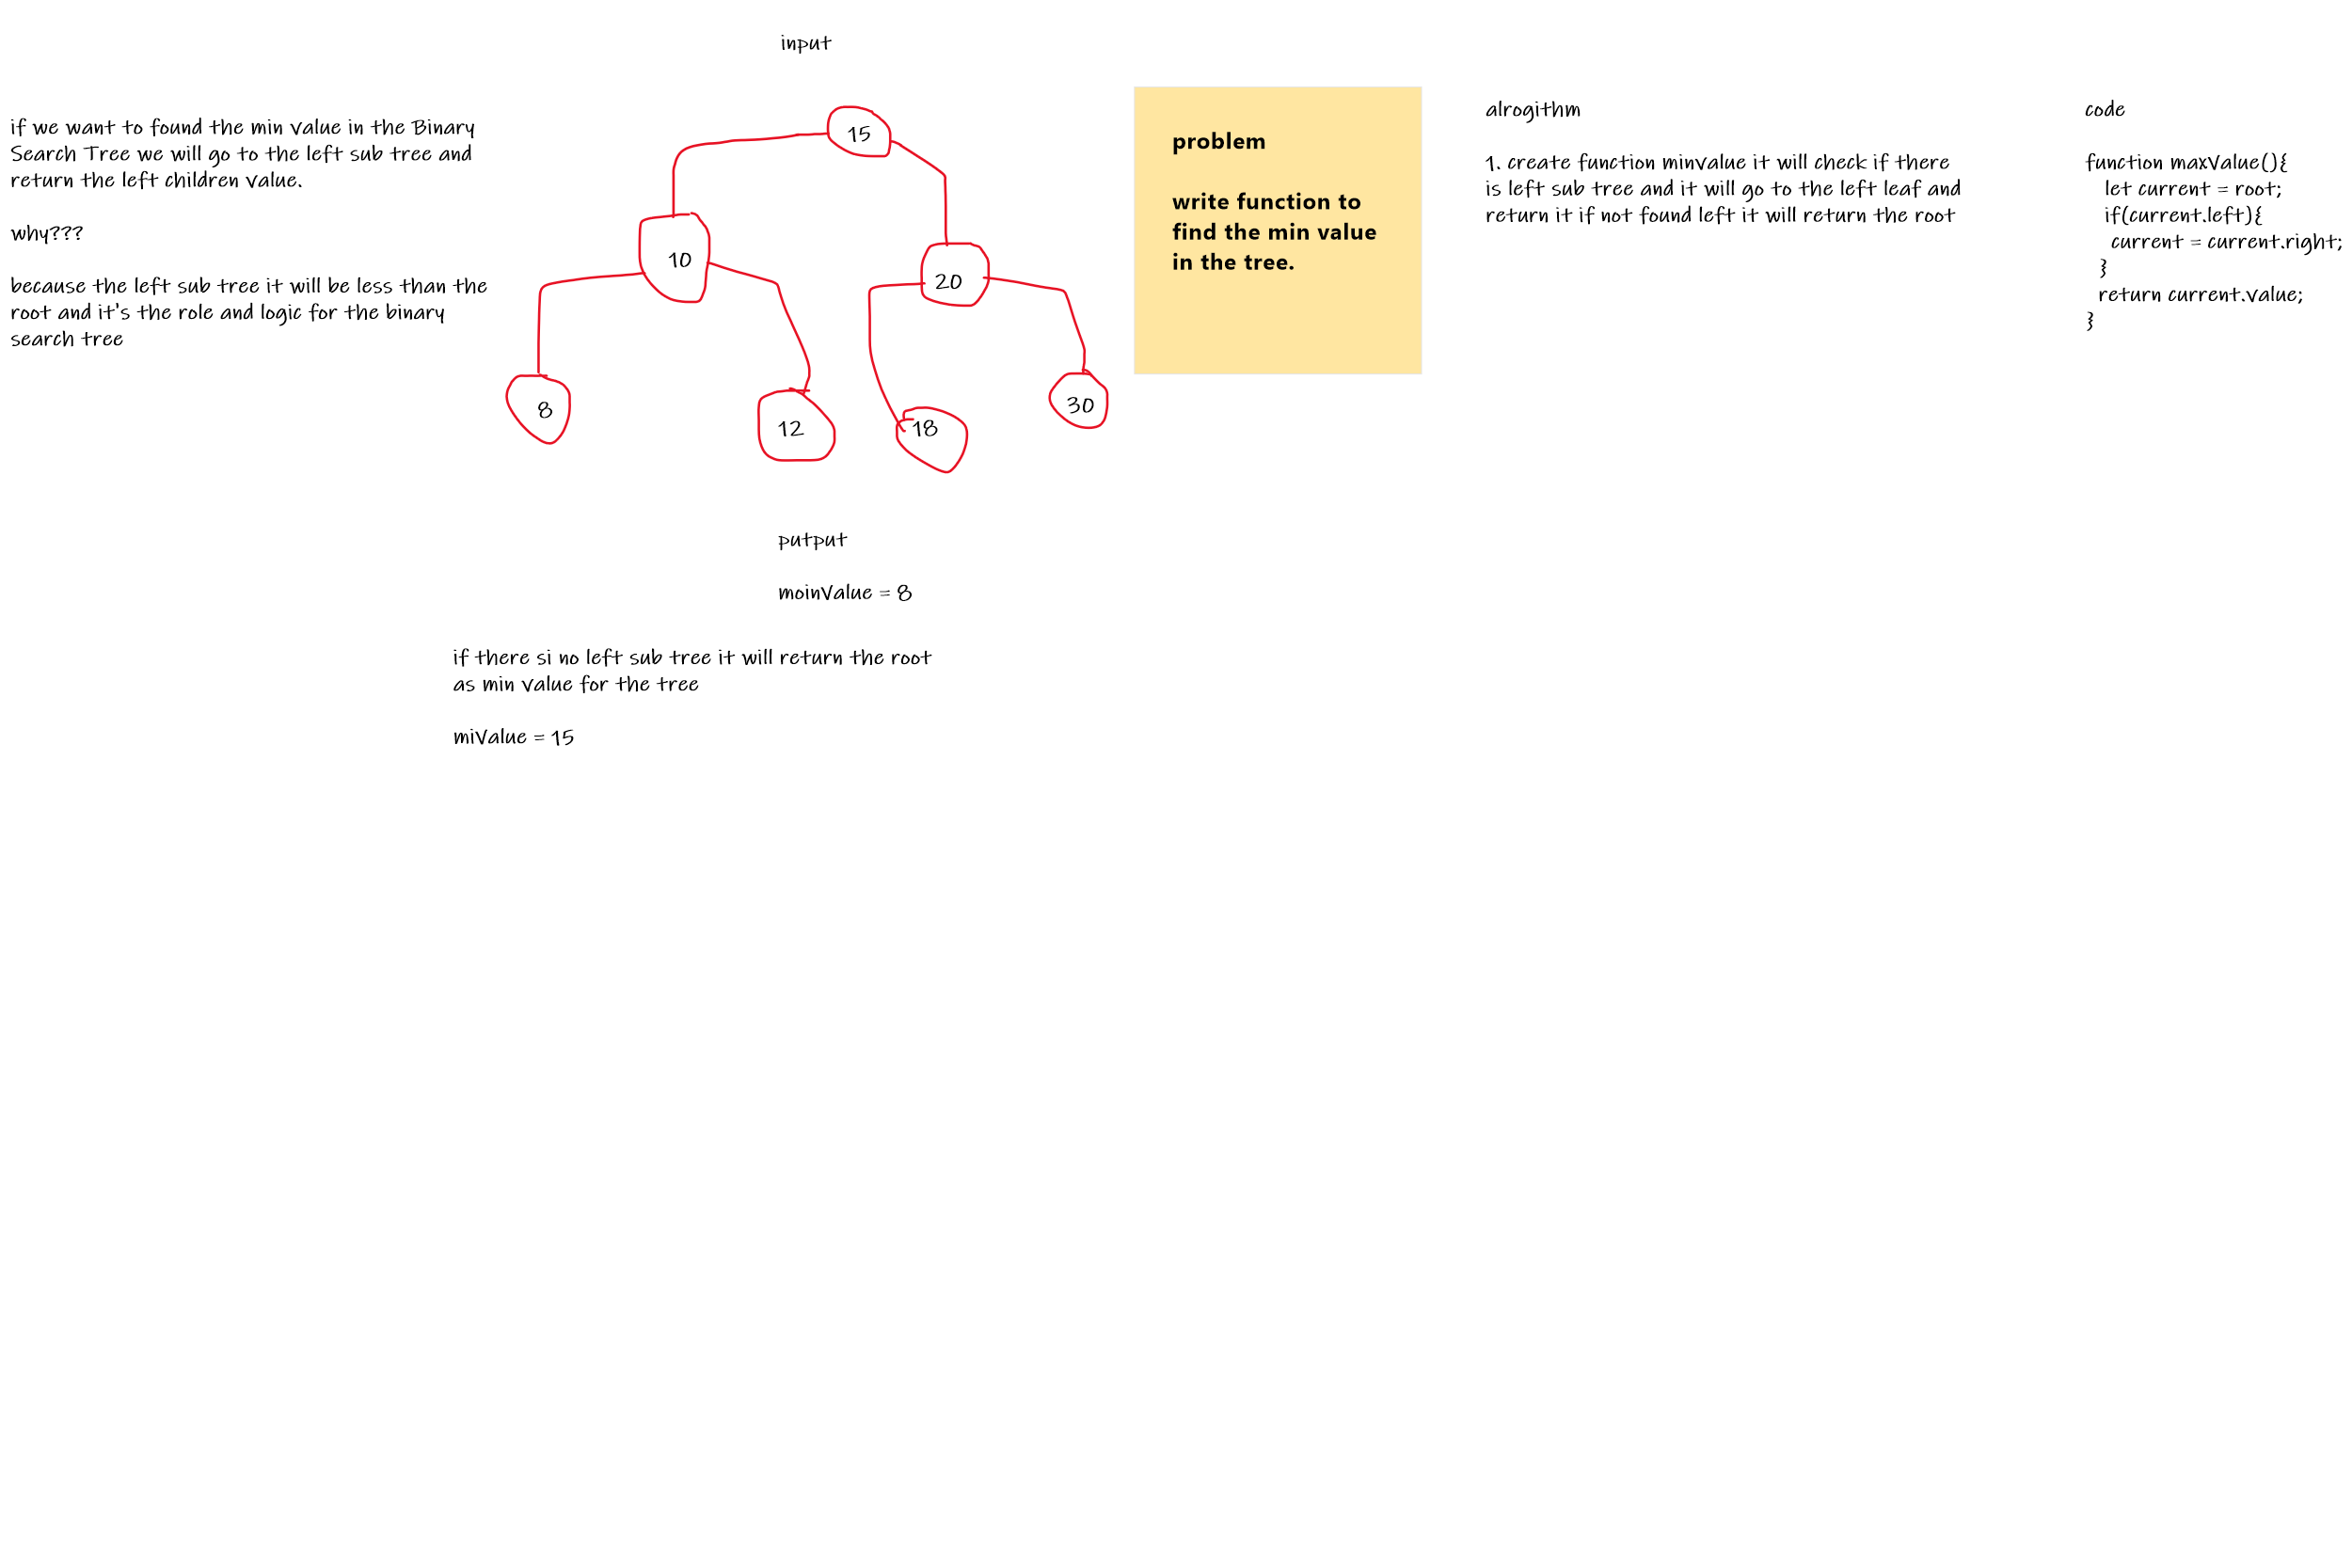 input
if we want to found the min value in the Binary
Search Tree we will go to the left sub tree and
return the left children value.
why???
because the left sub tree it will be less than the
root and it's the role and logic for the binary
search tree
15
10
20
8
12
18
30
putput
moinValue = 8
if there si no left sub tree it will return the root
as min value for the tree
miValue = 15
problem
write function to
find the min value
in the tree.
alrogithm
1. create function minvalue it will check if there
is left sub tree and it will go to the left leaf and
return it if not found left it will return the root
code
function maxValue(){
let current = root;
if(current.left){
current = current.right;
}
return current.value;
}